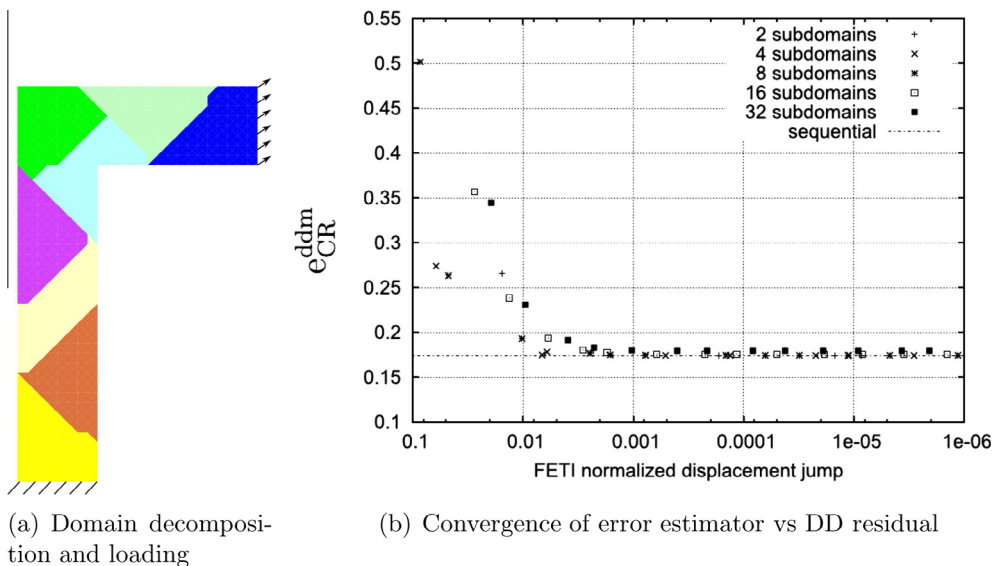 0.55
0.5
0.45
0.4
0.35
0.3
0.25
0.2
0.15
0.1
e_CR^ddm
2 subdomains
4 subdomains
8 subdomains
16 subdomains
32 subdomains
sequential
0.1 0.01 0.001 0.0001 1e-05 1e-06
FETI normalized displacement jump
(a) Domain decomposi-
tion and loading
(b) Convergence of error estimator vs DD residual